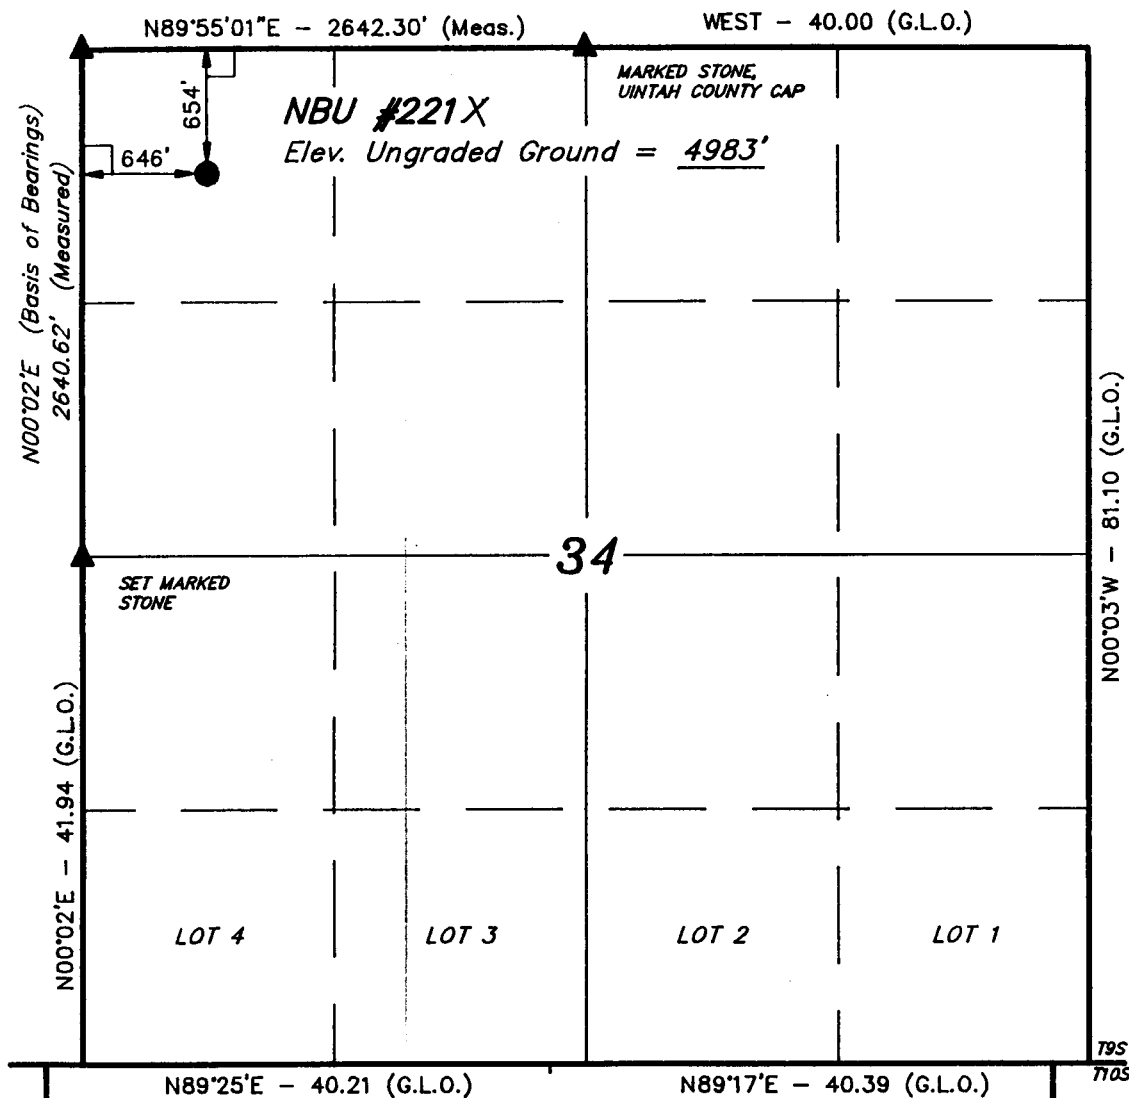 N89°55'01"E - 2642.30' (Meas.)
WEST - 40.00 (G.L.O.)
MARKED STONE,
UINTAH COUNTY CAP
654'
NBU #221X
Elev. Ungraded Ground = 4983'
646'
N00°02'E (Basis of Bearings)
2640.62' (Measured)
N00°03'W - 81.10 (G.L.O.)
34
SET MARKED
STONE
N00°02'E - 41.94 (G.L.O.)
LOT 4
LOT 3
LOT 2
LOT 1
T9S
T10S
N89°25'E - 40.21 (G.L.O.)
N89°17'E - 40.39 (G.L.O.)